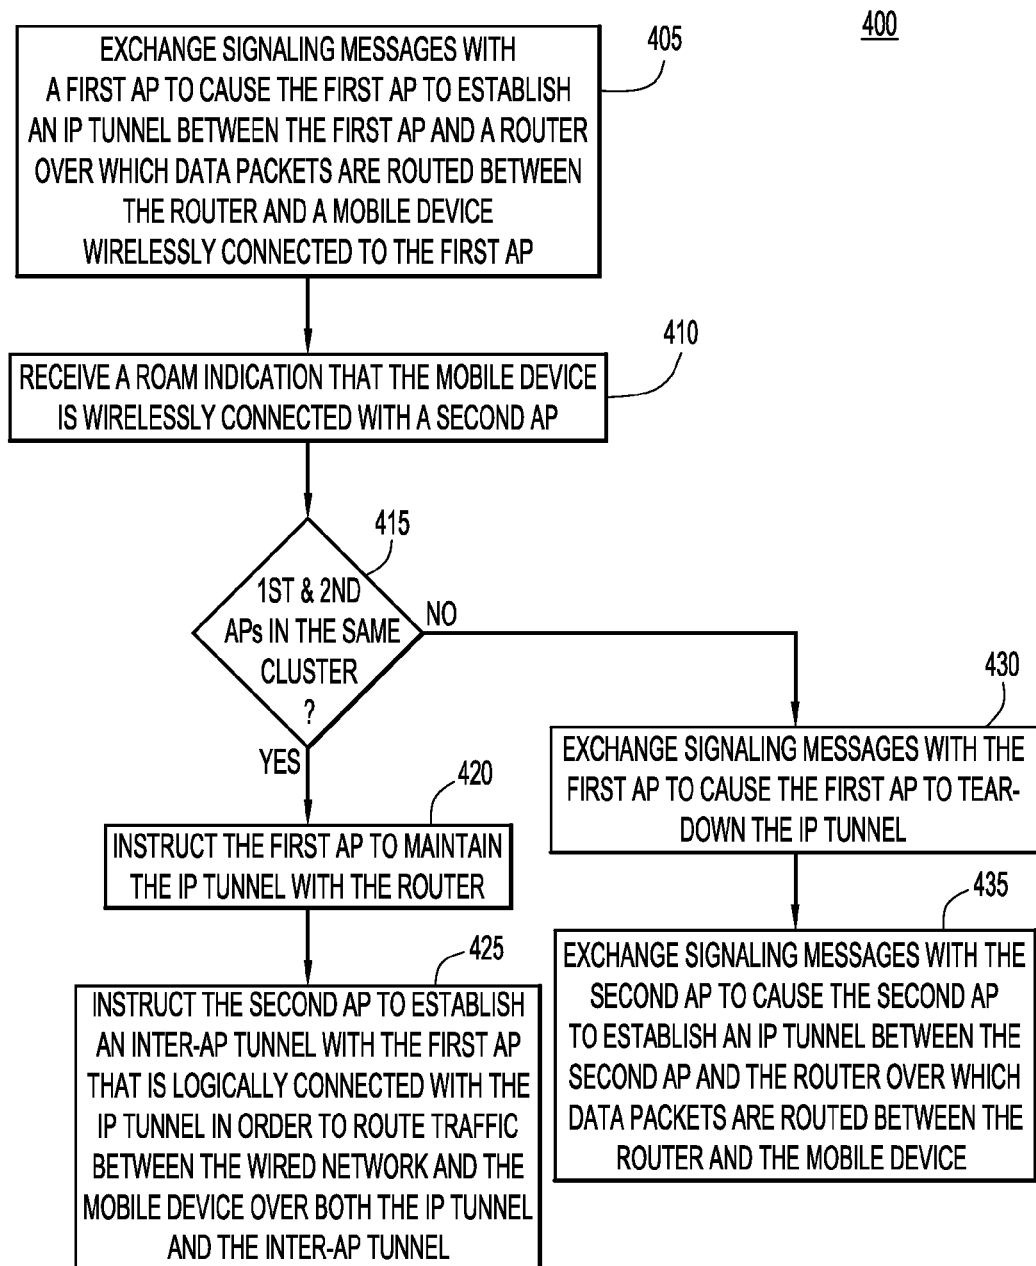 400
EXCHANGE SIGNALING MESSAGES WITH
A FIRST AP TO CAUSE THE FIRST AP TO ESTABLISH
AN IP TUNNEL BETWEEN THE FIRST AP AND A ROUTER
OVER WHICH DATA PACKETS ARE ROUTED BETWEEN
THE ROUTER AND A MOBILE DEVICE
WIRELESSLY CONNECTED TO THE FIRST AP
405
RECEIVE A ROAM INDICATION THAT THE MOBILE DEVICE
IS WIRELESSLY CONNECTED WITH A SECOND AP
410
415
1ST & 2ND
APs IN THE SAME
CLUSTER
?
NO
YES
420
INSTRUCT THE FIRST AP TO MAINTAIN
THE IP TUNNEL WITH THE ROUTER
425
INSTRUCT THE SECOND AP TO ESTABLISH
AN INTER-AP TUNNEL WITH THE FIRST AP
THAT IS LOGICALLY CONNECTED WITH THE
IP TUNNEL IN ORDER TO ROUTE TRAFFIC
BETWEEN THE WIRED NETWORK AND THE
MOBILE DEVICE OVER BOTH THE IP TUNNEL
AND THE INTER-AP TUNNEL
430
EXCHANGE SIGNALING MESSAGES WITH THE
FIRST AP TO CAUSE THE FIRST AP TO TEAR-
DOWN THE IP TUNNEL
435
EXCHANGE SIGNALING MESSAGES WITH THE
SECOND AP TO CAUSE THE SECOND AP
TO ESTABLISH AN IP TUNNEL BETWEEN THE
SECOND AP AND THE ROUTER OVER WHICH
DATA PACKETS ARE ROUTED BETWEEN THE
ROUTER AND THE MOBILE DEVICE